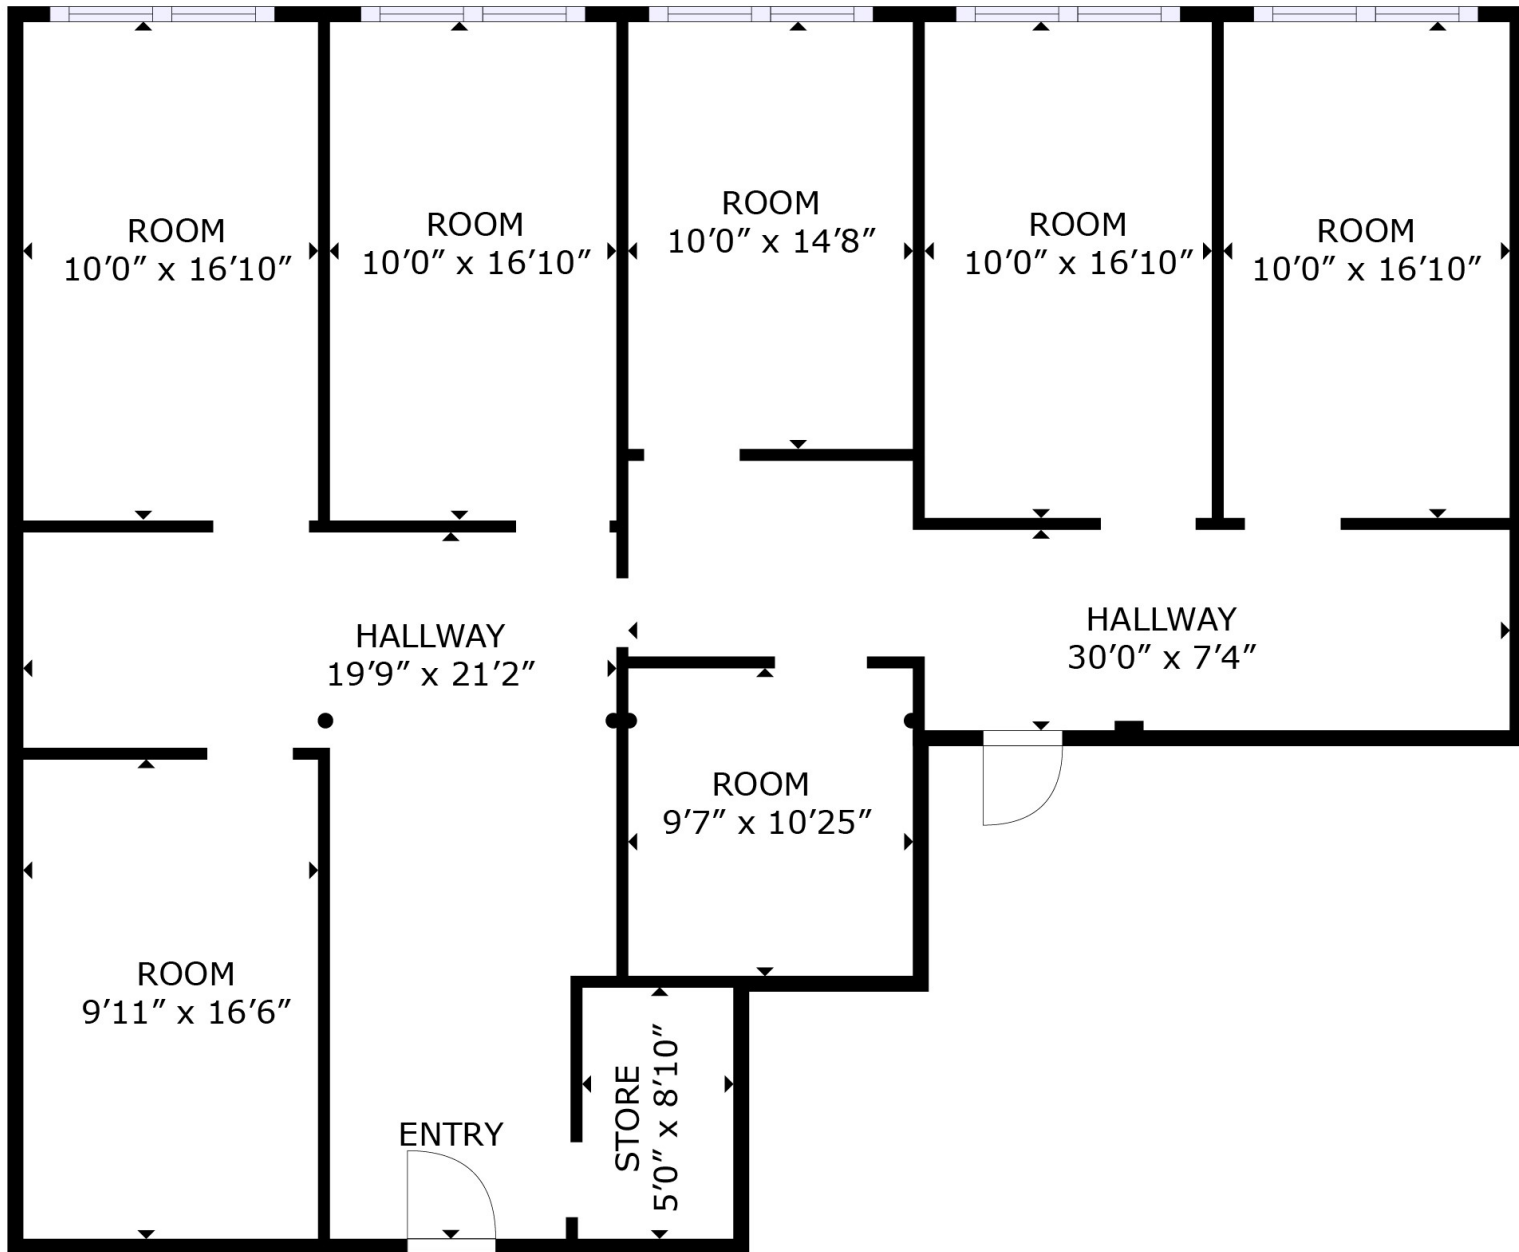 ROOM
10’0” x 16’10”
ROOM
10’0” x 16’10”
ROOM
10’0” x 14’8”
ROOM
10’0” x 16’10”
ROOM
10’0” x 16’10”
HALLWAY
19’9” x 21’2”
HALLWAY
30’0” x 7’4”
ROOM
9’7” x 10’25”
ROOM
9’11” x 16’6”
ENTRY
STORE
5’0” x 8’10”